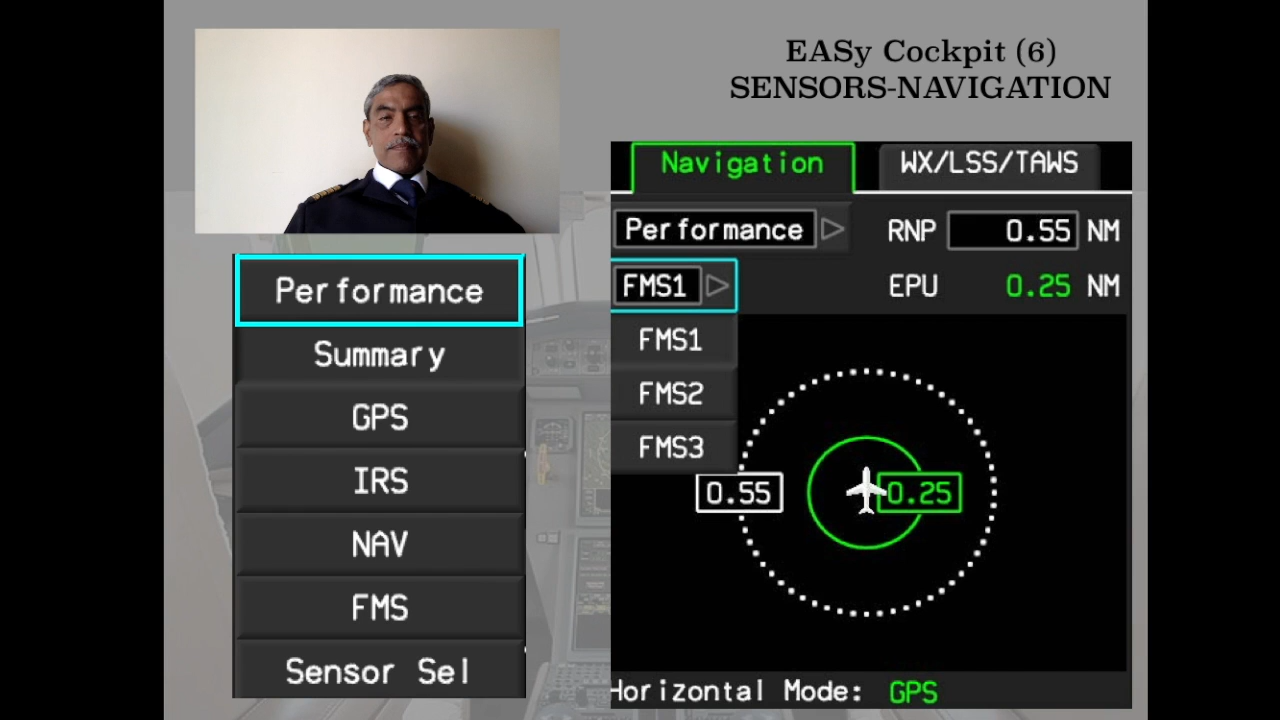 EASy Cockpit (6)
SENSORS-NAVIGATION
Performance
Summary
GPS
IRS
NAV
FMS
Sensor Sel
Navigation WX/LSS/TAWS
Performance RNP 0.55 NM
FMS1 EPU 0.25 NM
FMS1
FMS2
FMS3
0.55 0.25
Horizontal Mode: GPS